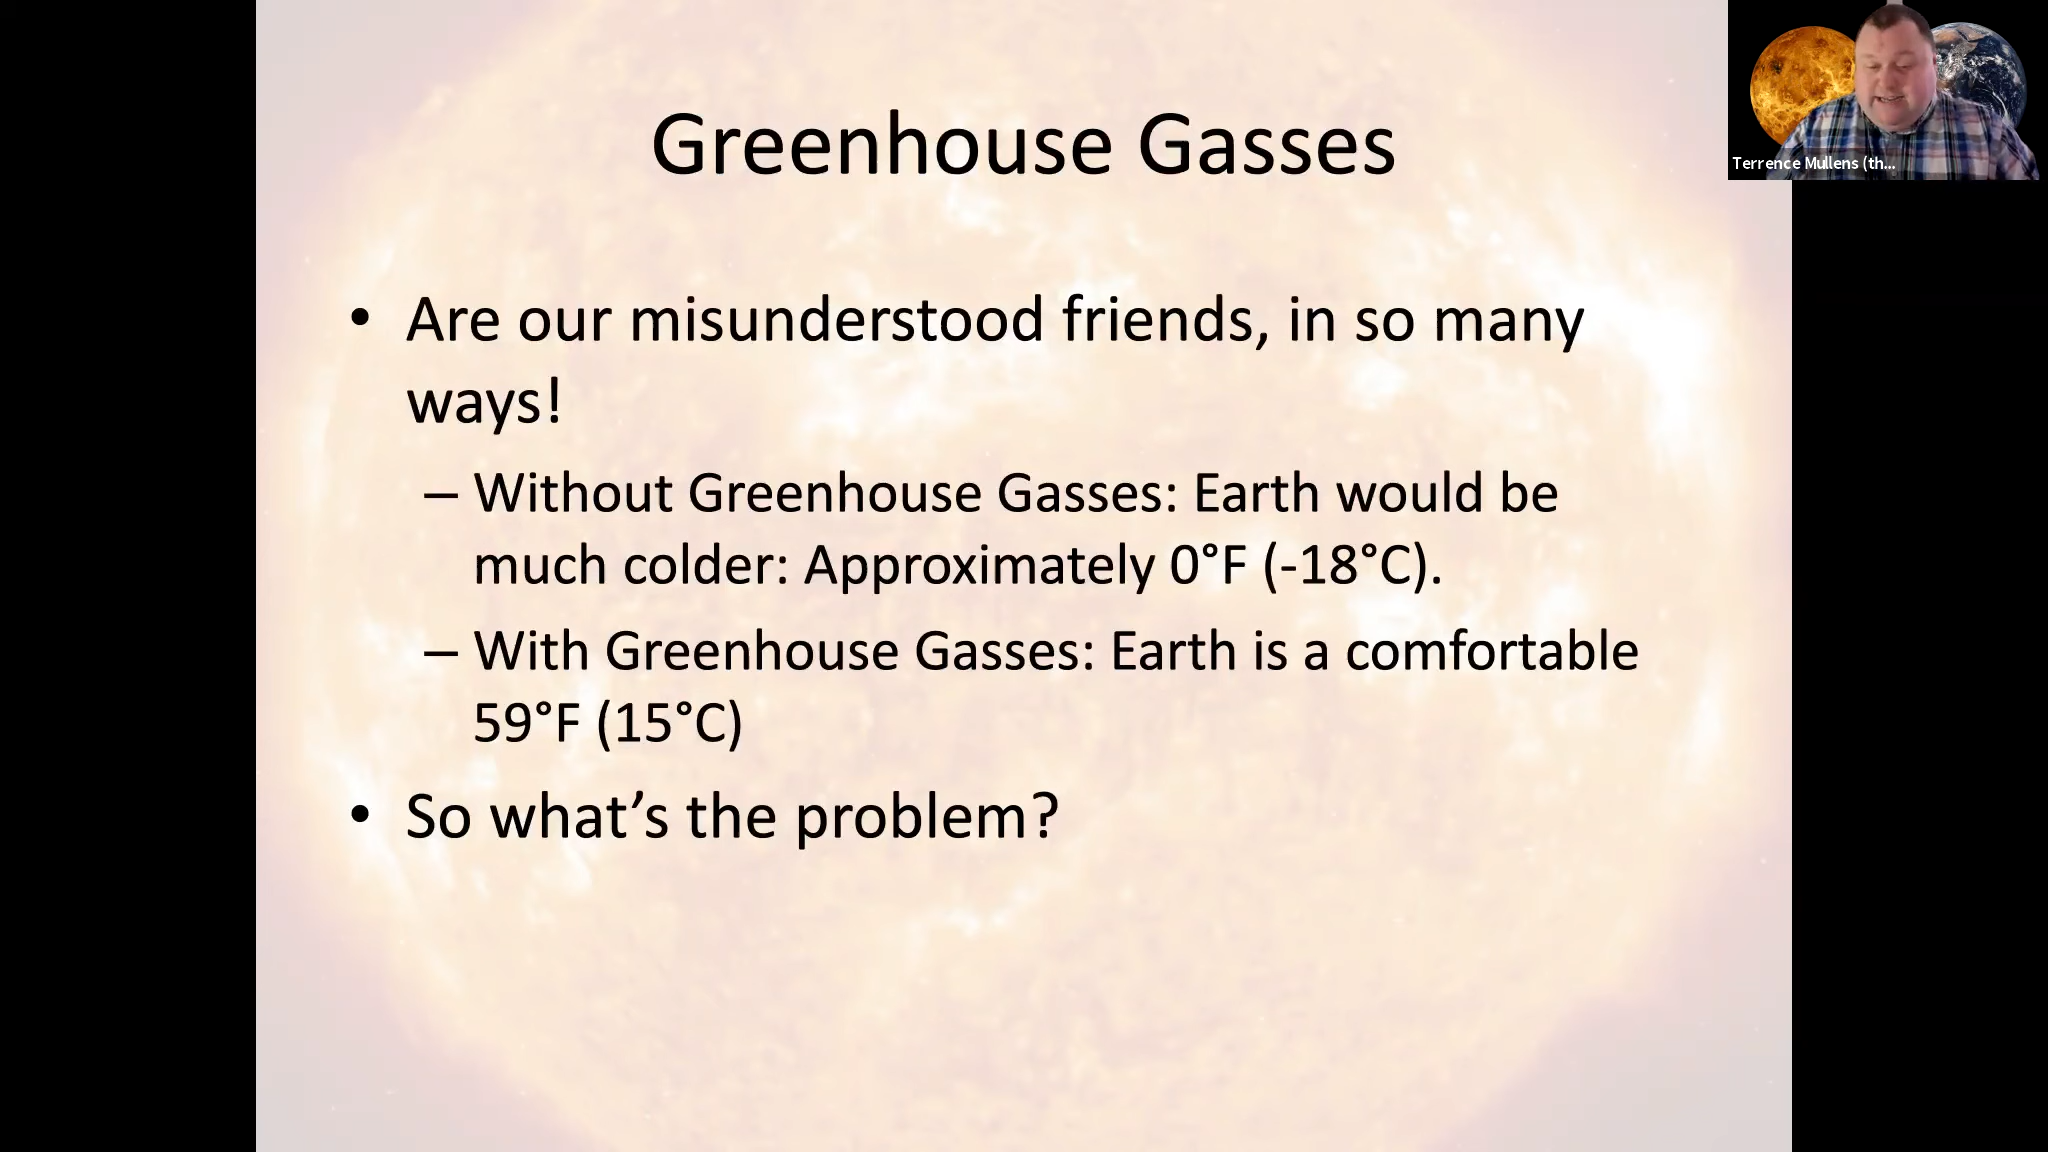 Greenhouse Gasses
• Are our misunderstood friends, in so many
ways!
– Without Greenhouse Gasses: Earth would be
much colder: Approximately 0°F (-18°C).
– With Greenhouse Gasses: Earth is a comfortable
59°F (15°C)
• So what’s the problem?
Terrence Mullens (th...